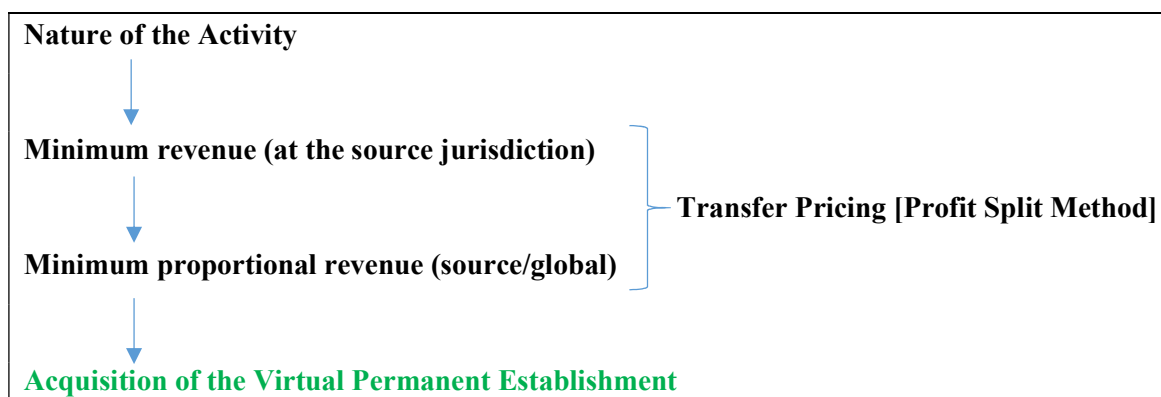 Nature of the Activity
Minimum revenue (at the source jurisdiction)
Transfer Pricing [Profit Split Method]
Minimum proportional revenue (source/global)
Acquisition of the Virtual Permanent Establishment